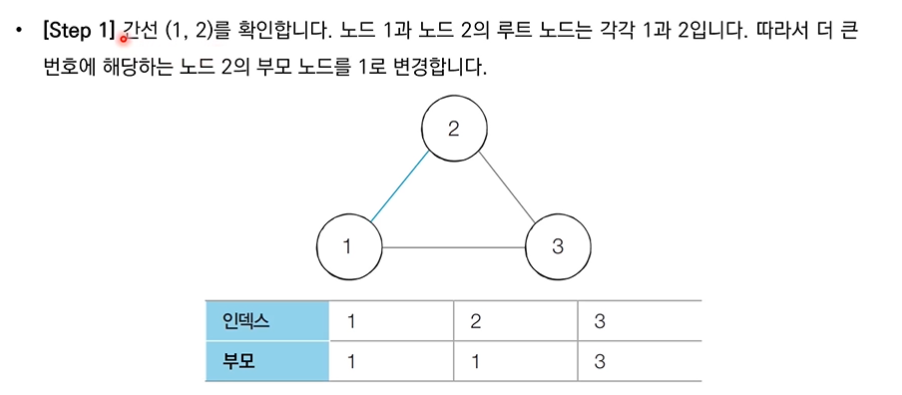 • [Step 1] 간선 (1, 2)를 확인합니다. 노드 1과 노드 2의 루트 노드는 각각 1과 2입니다. 따라서 더 큰
번호에 해당하는 노드 2의 부모 노드를 1로 변경합니다.
2
1 3
인덱스 1 2 3
부모 1 1 3